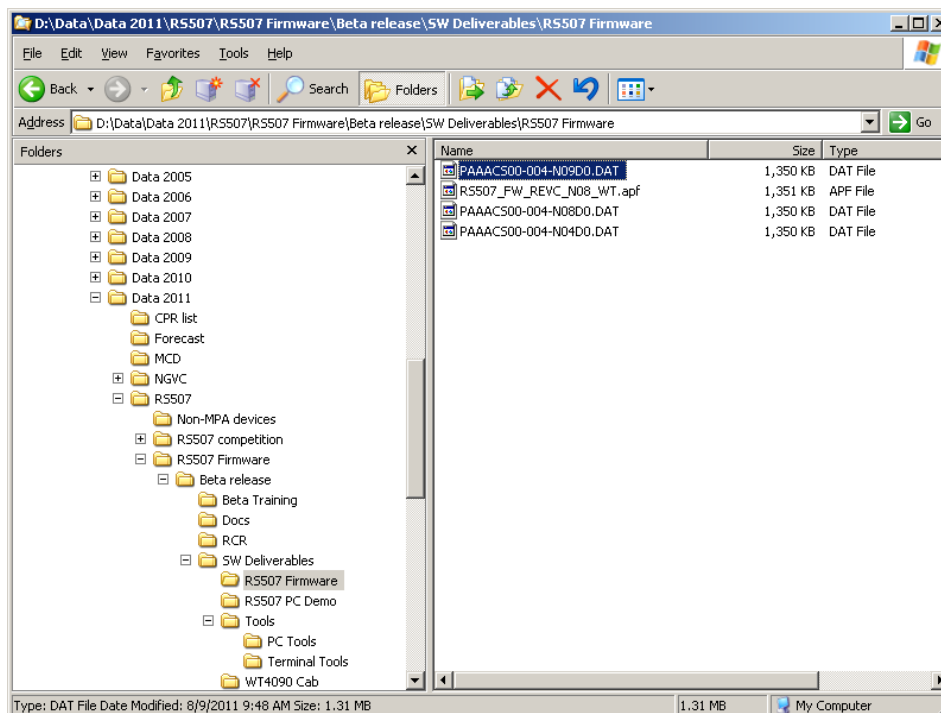 D:\Data\Data 2011\RS507\RS507 Firmware\Beta release\SW Deliverables\RS507 Firmware
File Edit View Favorites Tools Help
Back Search Folders
Address D:\Data\Data 2011\RS507\RS507 Firmware\Beta release\SW Deliverables\RS507 Firmware Go
Folders
Data 2005
Data 2006
Data 2007
Data 2008
Data 2009
Data 2010
Data 2011
CPR list
Forecast
MCD
NGVC
RS507
Non-MPA devices
RS507 competition
RS507 Firmware
Beta release
Beta Training
Docs
RCR
SW Deliverables
RS507 Firmware
RS507 PC Demo
Tools
PC Tools
Terminal Tools
WT4090 Cab
Name Size Type
PAAACS00-004-N09D0.DAT 1,350 KB DAT File
RS507_FW_REVC_N08_WT.apf 1,351 KB APF File
PAAACS00-004-N08D0.DAT 1,350 KB DAT File
PAAACS00-004-N04D0.DAT 1,350 KB DAT File
Type: DAT File Date Modified: 8/9/2011 9:48 AM Size: 1.31 MB 1.31 MB My Computer